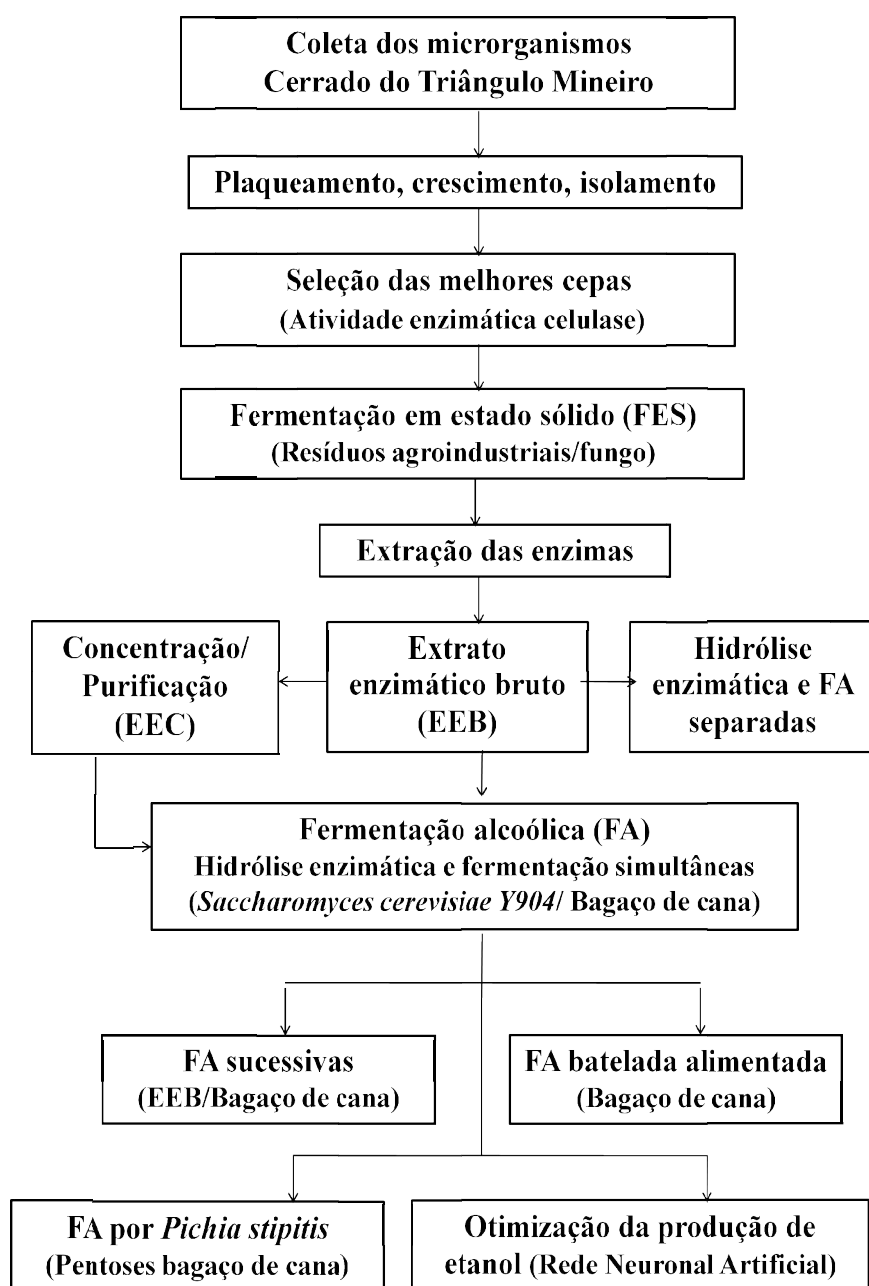 Coleta dos microrganismos
Cerrado do Triângulo Mineiro
Plaqueamento, crescimento, isolamento
Seleção das melhores cepas
(Atividade enzimática celulase)
Fermentação em estado sólido (FES)
(Resíduos agroindustriais/fungo)
Extração das enzimas
Concentração/
Purificação
(EEC)
Extrato
enzimático bruto
(EEB)
Hidrólise
enzimática e FA
separadas
Fermentação alcoólica (FA)
Hidrólise enzimática e fermentação simultâneas
(Saccharomyces cerevisiae Y904/ Bagaço de cana)
FA sucessivas
(EEB/Bagaço de cana)
FA batelada alimentada
(Bagaço de cana)
FA por Pichia stipitis
(Pentoses bagaço de cana)
Otimização da produção de
etanol (Rede Neuronal Artificial)